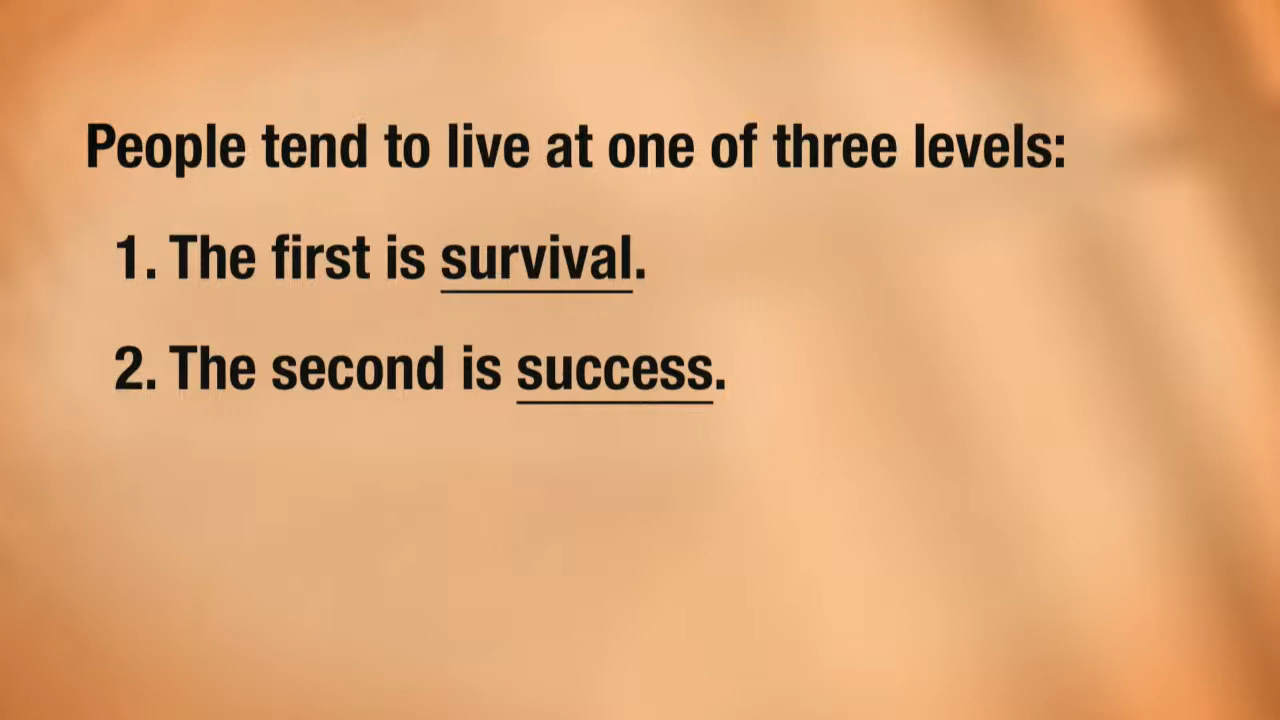 People tend to live at one of three levels:
1. The first is survival.
2. The second is success.